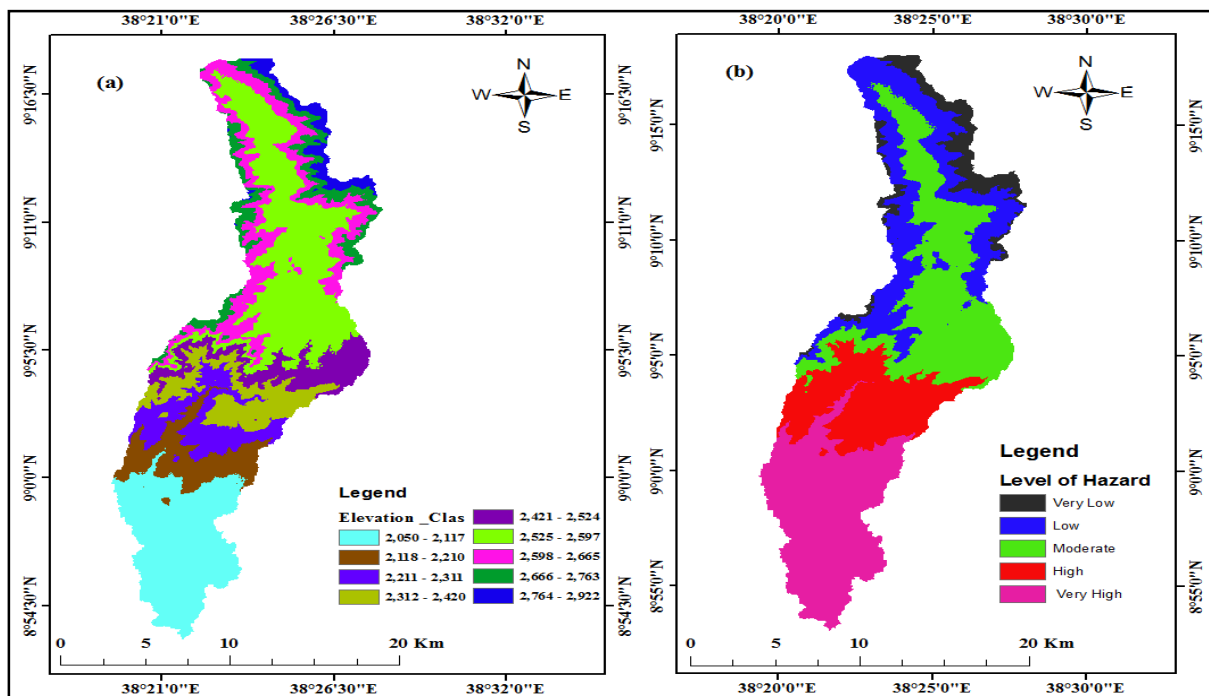 38°21'0"E 38°26'30"E 38°32'0"E
38°20'0"E 38°25'0"E 38°30'0"E
(a)
N
W E
S
9°16'30"N
9°11'0"N
9°5'30"N
9°0'0"N
8°54'30"N
Legend
Elevation _Clas
2,050 - 2,117
2,118 - 2,210
2,211 - 2,311
2,312 - 2,420
2,421 - 2,524
2,525 - 2,597
2,598 - 2,665
2,666 - 2,763
2,764 - 2,922
0 5 10 20 Km
38°21'0"E 38°26'30"E 38°32'0"E
9°16'30"N
9°11'0"N
9°5'30"N
9°0'0"N
8°54'30"N
(b)
N
W E
S
9°15'0"N
9°10'0"N
9°5'0"N
9°0'0"N
8°55'0"N
Legend
Level of Hazard
Very Low
Low
Moderate
High
Very High
0 5 10 20 Km
38°20'0"E 38°25'0"E 38°30'0"E
9°15'0"N
9°10'0"N
9°5'0"N
9°0'0"N
8°55'0"N